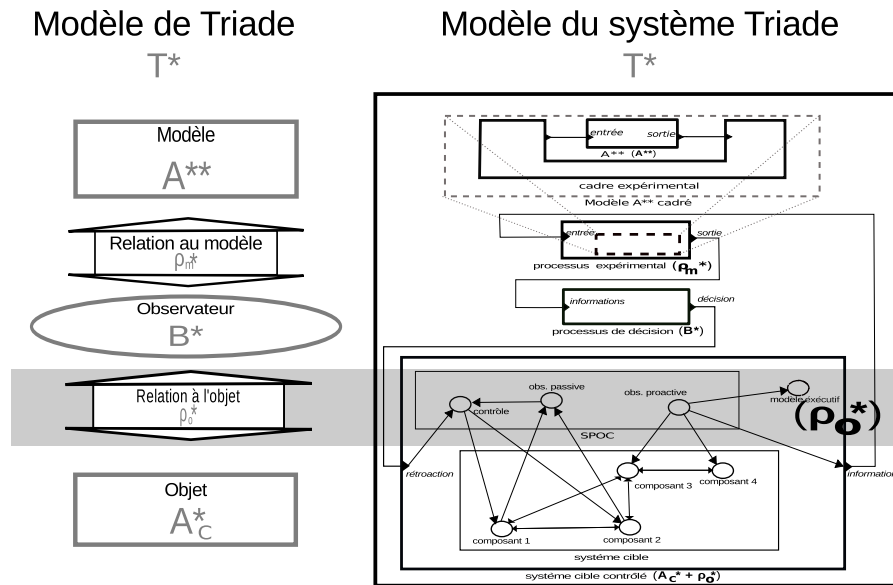 Modèle de Triade
T*
Modèle
A**
Relation au modèle
ρm*
Observateur
B*
Relation à l'objet
ρo*
Objet
A*C
Modèle du système Triade
T*
entrée
sortie
A** (A**)
cadre expérimental
Modèle A** cadré
entrée
sortie
processus expérimental (ρm*)
informations
décision
processus de décision (B*)
obs. passive
obs. proactive
modèle exécutif
contrôle
(ρo*)
SPOC
rétroaction
information
composant 3
composant 4
composant 1
composant 2
système cible
système cible contrôlé (Ac* + ρo*)